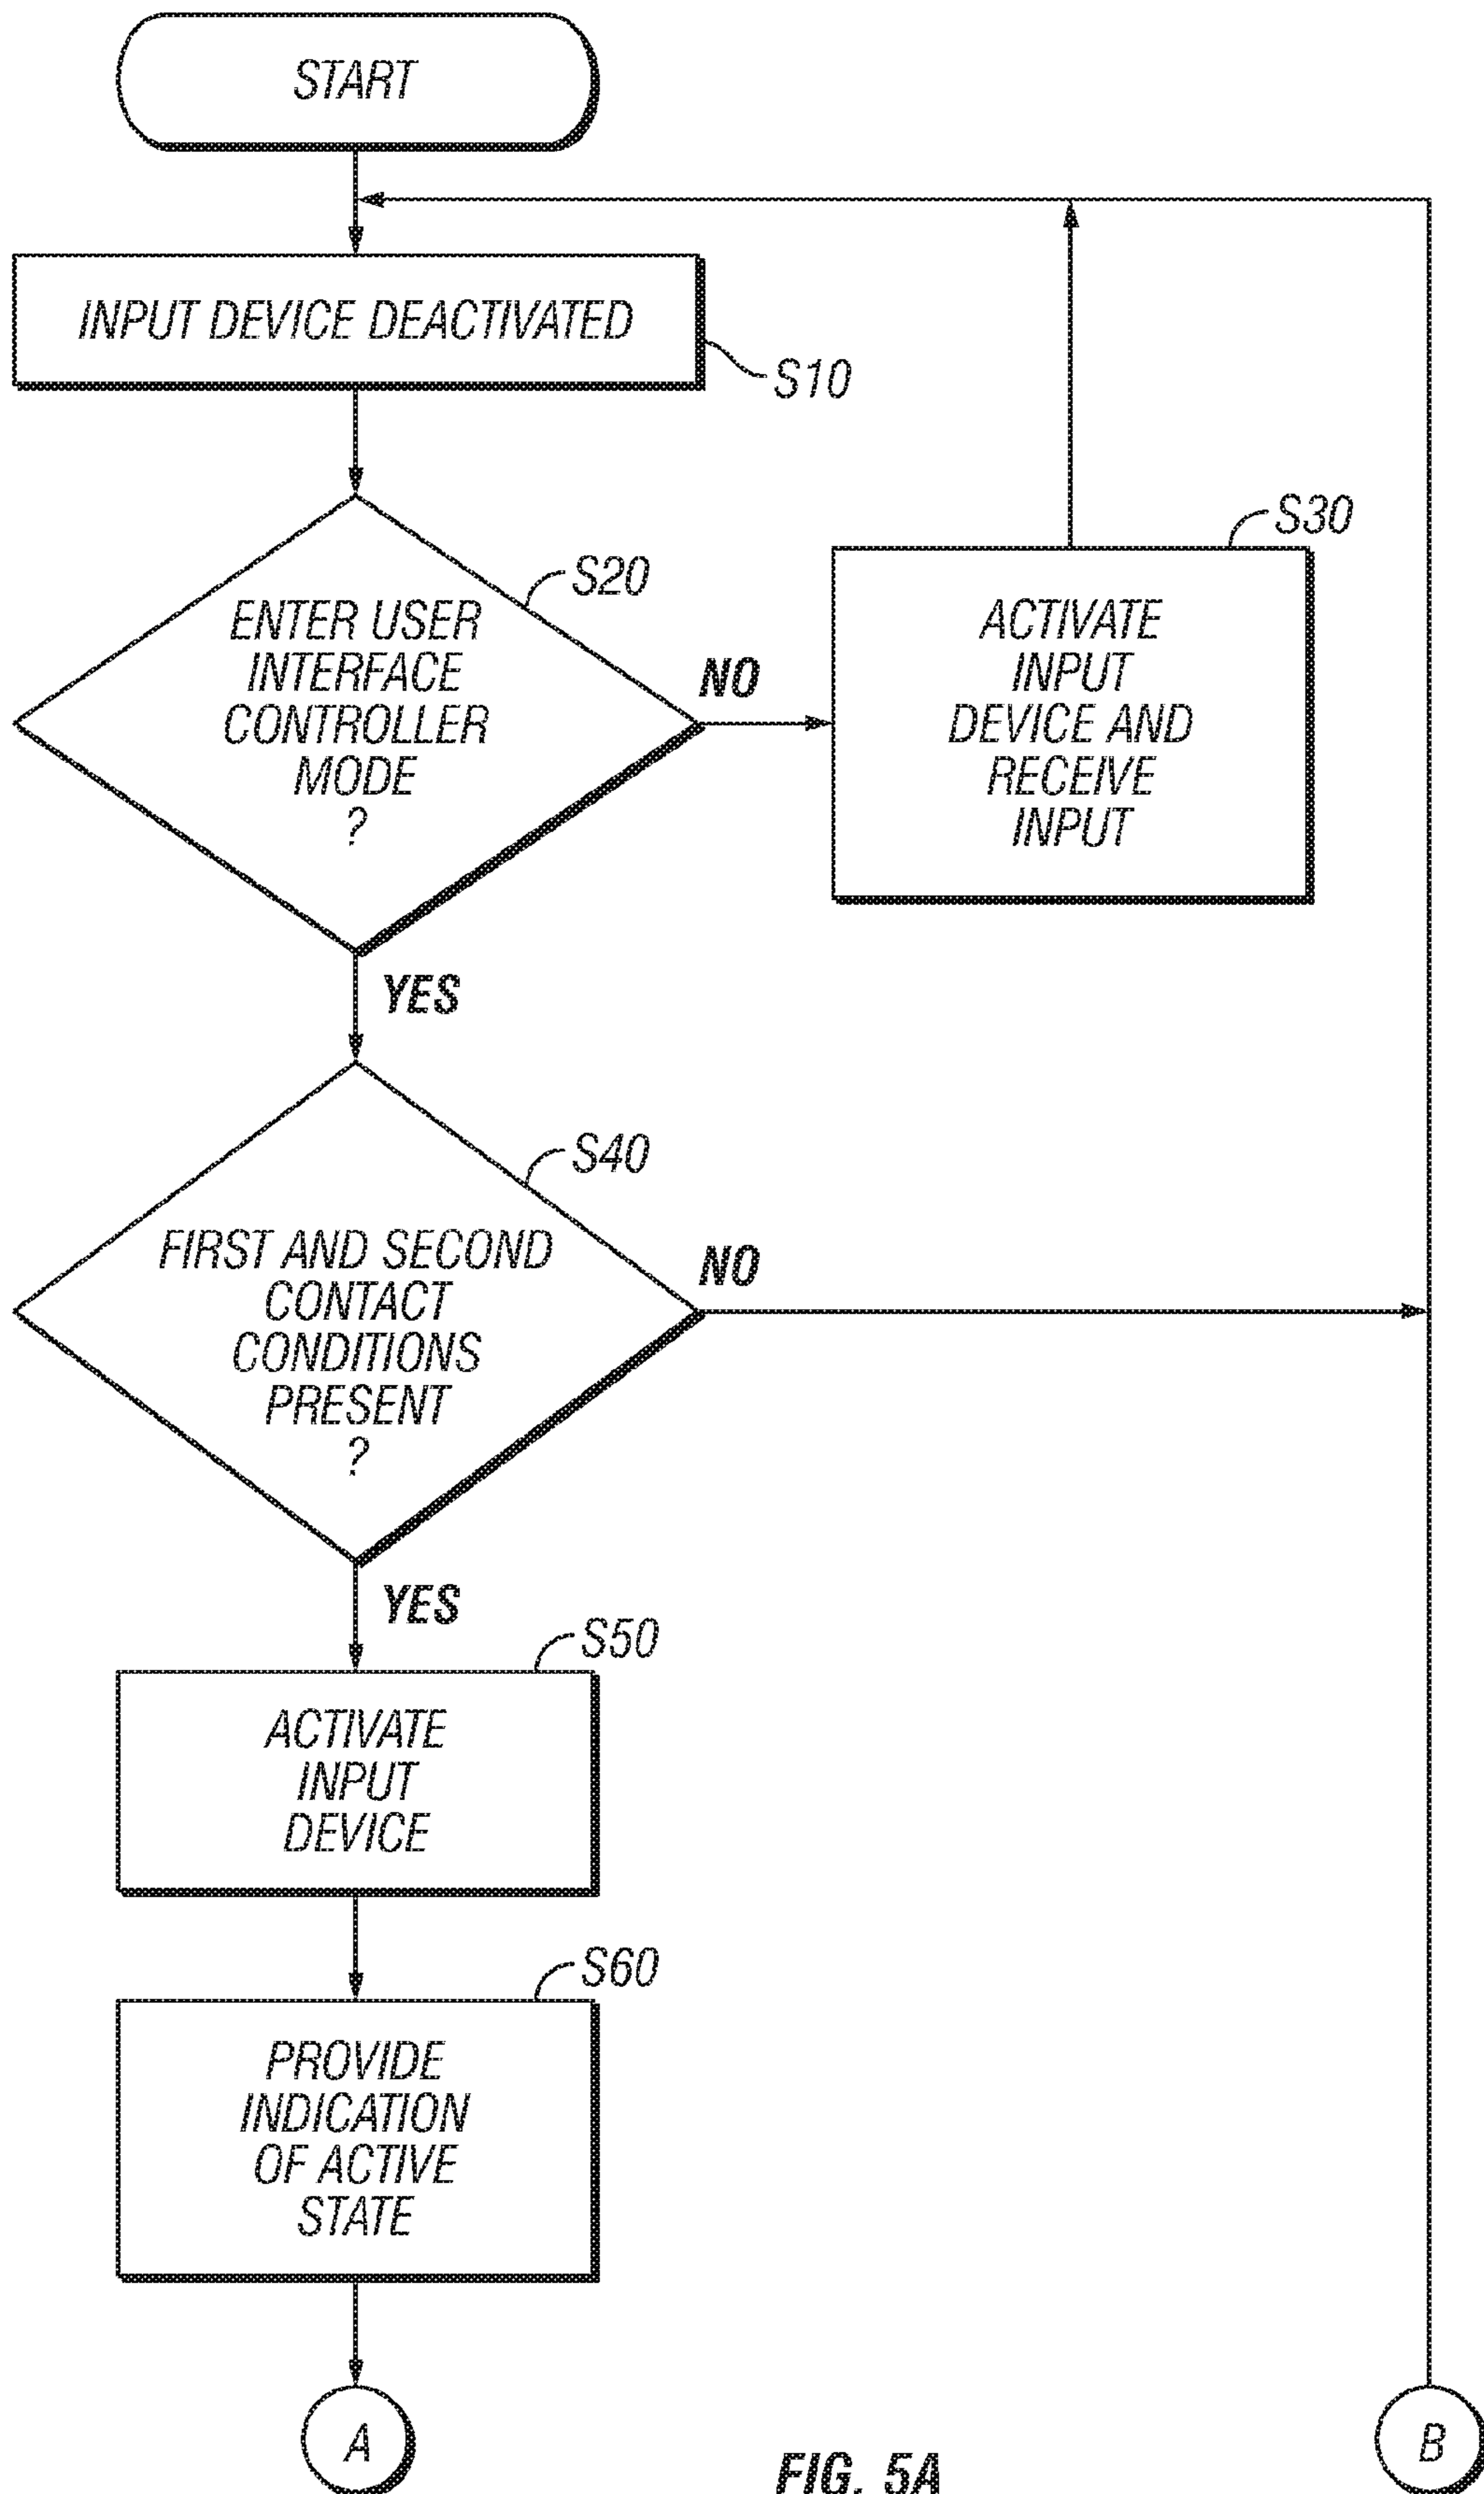 START
INPUT DEVICE DEACTIVATED
S10
S20
ENTER USER
INTERFACE
CONTROLLER
MODE
?
NO
S30
ACTIVATE
INPUT
DEVICE AND
RECEIVE
INPUT
YES
S40
FIRST AND SECOND
CONTACT
CONDITIONS
PRESENT
?
NO
YES
S50
ACTIVATE
INPUT
DEVICE
S60
PROVIDE
INDICATION
OF ACTIVE
STATE
A
B
FIG. 5A